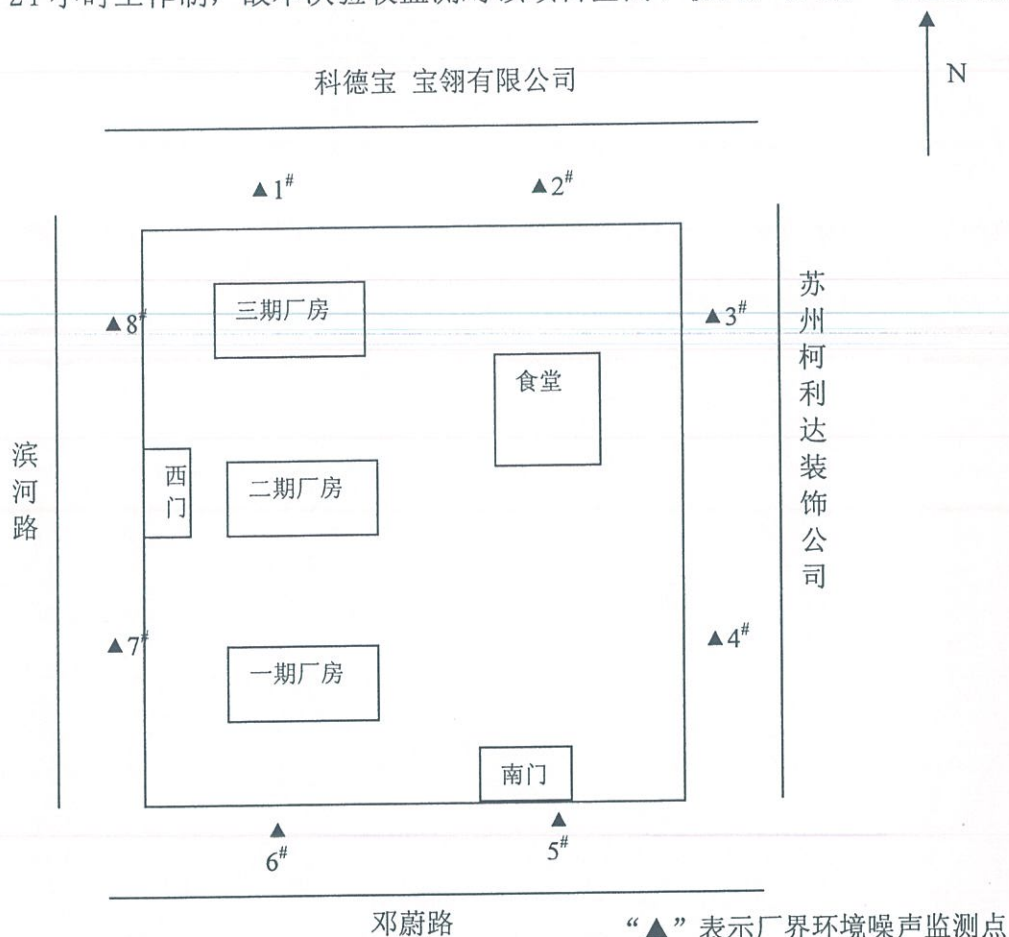 科德宝 宝翎有限公司
N
▲1#
▲2#
▲8#
三期厂房
▲3#
苏州柯利达装饰公司
食堂
滨河路
西门
二期厂房
▲7#
一期厂房
▲4#
南门
▲
6#
▲
5#
邓蔚路
“▲”表示厂界环境噪声监测点